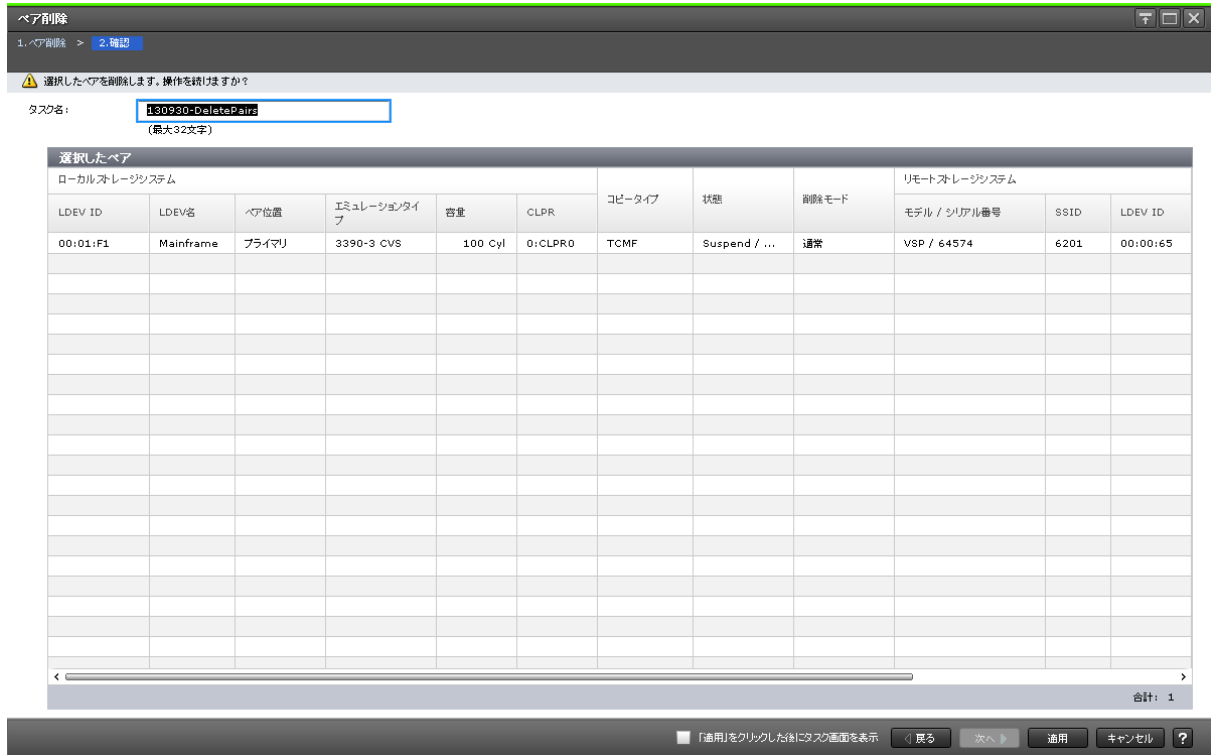 ペア削除
1.ペア削除 > 2.確認
選択したペアを削除します。操作を続けますか？
タスク名: 130930-DeletePairs
(最大32文字)
選択したペア
ローカルストレージシステム コピータイプ 状態 削除モード リモートストレージシステム
LDEV ID LDEV名 ペア位置 エミュレーションタイ 容量 CLPR モデル / シリアル番号 SSID LDEV ID
プ
00:01:F1 Mainframe プライマリ 3390-3 CVS 100 Cyl 0:CLPR0 TCMF Suspend / ... 通常 VSP / 64574 6201 00:00:65
合計: 1
「適用」をクリックした後にタスク画面を表示 戻る 次へ 適用 キャンセル ?